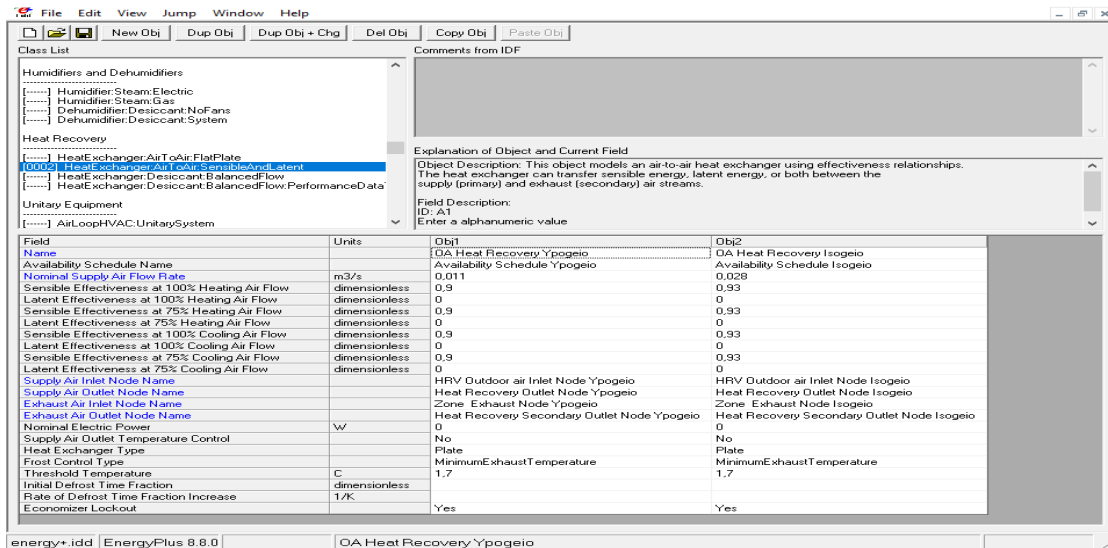 File Edit View Jump Window Help
New Obj Dup Obj Dup Obj + Chg Del Obj Copy Obj Paste Obj
Class List Comments from IDF
Humidifiers and Dehumidifiers
--------------------------
[------] Humidifier:Steam:Electric
[------] Humidifier:Steam:Gas
[------] Dehumidifier:Desiccant:NoFans
[------] Dehumidifier:Desiccant:System
Heat Recovery
--------------------------
[------] HeatExchanger:AirToAir:FlatPlate
[0002] HeatExchanger:AirToAir:SensibleAndLatent
[------] HeatExchanger:Desiccant:BalancedFlow
[------] HeatExchanger:Desiccant:BalancedFlow:PerformanceData
Unitary Equipment
--------------------------
[------] AirLoopHVAC:UnitarySystem
Explanation of Object and Current Field
Object Description: This object models an air-to-air heat exchanger using effectiveness relationships.
The heat exchanger can transfer sensible energy, latent energy, or both between the
supply (primary) and exhaust (secondary) air streams.
Field Description:
ID: A1
Enter a alphanumeric value
Field Units Obj1 Obj2
Name OA Heat Recovery Ypogeio OA Heat Recovery Isogeio
Availability Schedule Name Availability Schedule Ypogeio Availability Schedule Isogeio
Nominal Supply Air Flow Rate m3/s 0,011 0,028
Sensible Effectiveness at 100% Heating Air Flow dimensionless 0,9 0,93
Latent Effectiveness at 100% Heating Air Flow dimensionless 0 0
Sensible Effectiveness at 75% Heating Air Flow dimensionless 0,9 0,93
Latent Effectiveness at 75% Heating Air Flow dimensionless 0 0
Sensible Effectiveness at 100% Cooling Air Flow dimensionless 0,9 0,93
Latent Effectiveness at 100% Cooling Air Flow dimensionless 0 0
Sensible Effectiveness at 75% Cooling Air Flow dimensionless 0,9 0,93
Latent Effectiveness at 75% Cooling Air Flow dimensionless 0 0
Supply Air Inlet Node Name HRV Outdoor air Inlet Node Ypogeio HRV Outdoor air Inlet Node Isogeio
Supply Air Outlet Node Name Heat Recovery Outlet Node Ypogeio Heat Recovery Outlet Node Isogeio
Exhaust Air Inlet Node Name Zone Exhaust Node Ypogeio Zone Exhaust Node Isogeio
Exhaust Air Outlet Node Name Heat Recovery Secondary Outlet Node Ypogeio Heat Recovery Secondary Outlet Node Isogeio
Nominal Electric Power W 0 0
Supply Air Outlet Temperature Control No No
Heat Exchanger Type Plate Plate
Frost Control Type MinimumExhaustTemperature MinimumExhaustTemperature
Threshold Temperature C 1,7 1,7
Initial Defrost Time Fraction dimensionless
Rate of Defrost Time Fraction Increase 1/K
Economizer Lockout Yes Yes
energy+.idd EnergyPlus 8.8.0 OA Heat Recovery Ypogeio